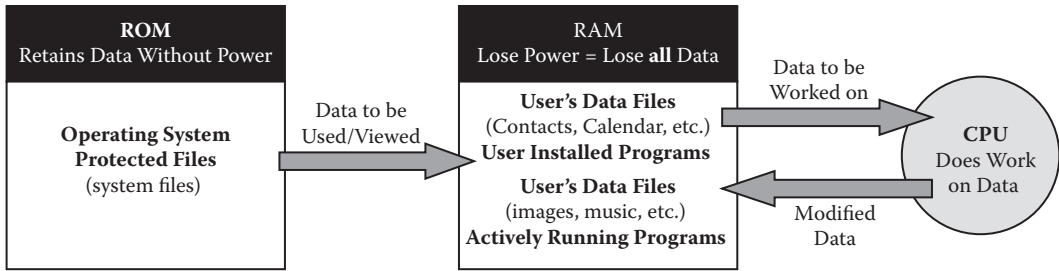 ROM
Retains Data Without Power
Operating System
Protected Files
(system files)
Data to be
Used/Viewed
RAM
Lose Power = Lose all Data
User's Data Files
(Contacts, Calendar, etc.)
User Installed Programs
User's Data Files
(images, music, etc.)
Actively Running Programs
Data to be
Worked on
Modified
Data
CPU
Does Work
on Data